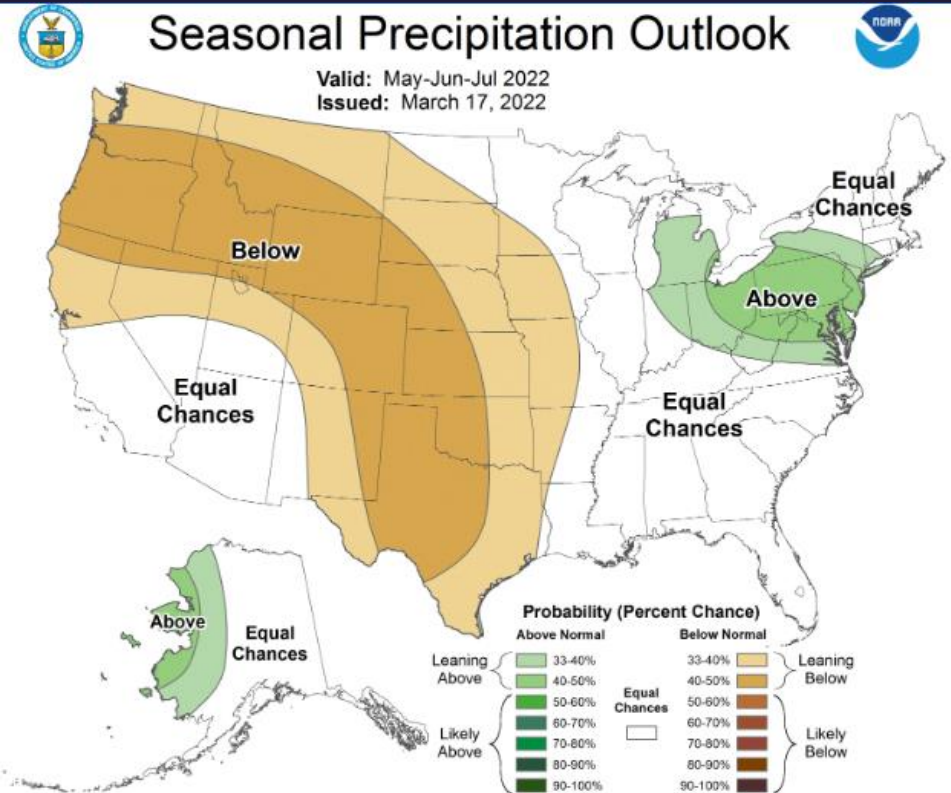 Seasonal Precipitation Outlook
NOAA
Valid: May-Jun-Jul 2022
Issued: March 17, 2022
Equal
Chances
Below
Above
Equal
Chances
Equal
Chances
Above
Equal
Chances
Probability (Percent Chance)
Above Normal
Below Normal
Leaning
Above
33-40%
40-50%
50-60%
60-70%
70-80%
80-90%
90-100%
Likely
Above
Equal
Chances
33-40%
40-50%
50-60%
60-70%
70-80%
80-90%
90-100%
Leaning
Below
Likely
Below